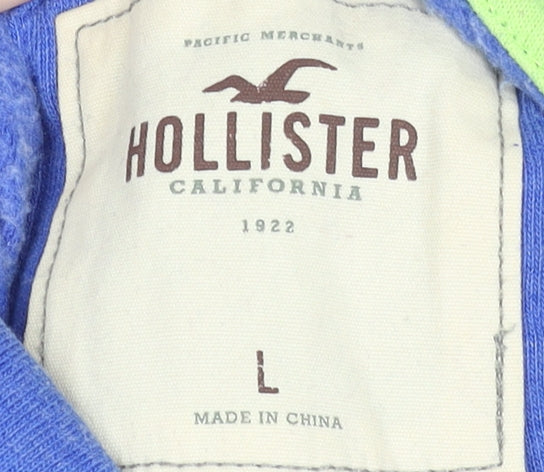 PACIFIC MERCHANTS
HOLLISTER
CALIFORNIA
1922
L
MADE IN CHINA